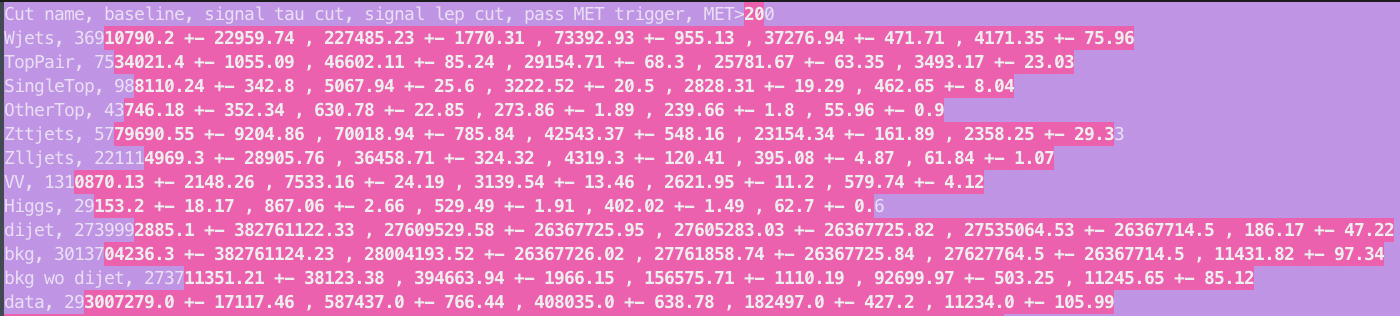 Cut name, baseline, signal tau cut, signal lep cut, pass MET trigger, MET>200
Wjets, 36910790.2 +− 22959.74 , 227485.23 +− 1770.31 , 73392.93 +− 955.13 , 37276.94 +− 471.71 , 4171.35 +− 75.96
TopPair, 7534021.4 +− 1055.09 , 46602.11 +− 85.24 , 29154.71 +− 68.3 , 25781.67 +− 63.35 , 3493.17 +− 23.03
SingleTop, 988110.24 +− 342.8 , 5067.94 +− 25.6 , 3222.52 +− 20.5 , 2828.31 +− 19.29 , 462.65 +− 8.04
OtherTop, 43746.18 +− 352.34 , 630.78 +− 22.85 , 273.86 +− 1.89 , 239.66 +− 1.8 , 55.96 +− 0.9
Zttjets, 5779690.55 +− 9204.86 , 70018.94 +− 785.84 , 42543.37 +− 548.16 , 23154.34 +− 161.89 , 2358.25 +− 29.33
Zlljets, 221114969.3 +− 28905.76 , 36458.71 +− 324.32 , 4319.3 +− 120.41 , 395.08 +− 4.87 , 61.84 +− 1.07
VV, 1310870.13 +− 2148.26 , 7533.16 +− 24.19 , 3139.54 +− 13.46 , 2621.95 +− 11.2 , 579.74 +− 4.12
Higgs, 29153.2 +− 18.17 , 867.06 +− 2.66 , 529.49 +− 1.91 , 402.02 +− 1.49 , 62.7 +− 0.6
dijet, 2739992885.1 +− 382761122.33 , 27609529.58 +− 26367725.95 , 27605283.03 +− 26367725.82 , 27535064.53 +− 26367714.5 , 186.17 +− 47.22
bkg, 3013704236.3 +− 382761124.23 , 28004193.52 +− 26367726.02 , 27761858.74 +− 26367725.84 , 27627764.5 +− 26367714.5 , 11431.82 +− 97.34
bkg wo dijet, 273711351.21 +− 38123.38 , 394663.94 +− 1966.15 , 156575.71 +− 1110.19 , 92699.97 +− 503.25 , 11245.65 +− 85.12
data, 293007279.0 +− 17117.46 , 587437.0 +− 766.44 , 408035.0 +− 638.78 , 182497.0 +− 427.2 , 11234.0 +− 105.99